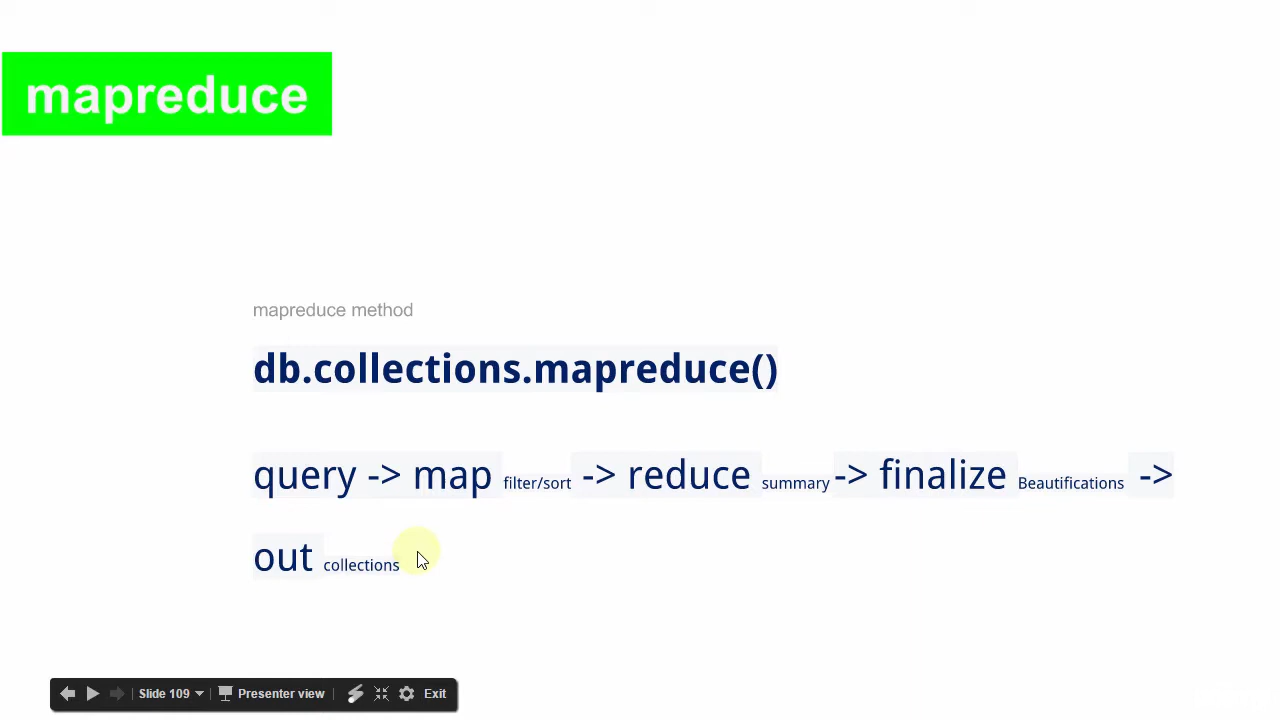 mapreduce
mapreduce method
db.collections.mapreduce()
query -> map filter/sort -> reduce summary -> finalize Beautifications ->
out collections
Slide 109 Presenter view Exit